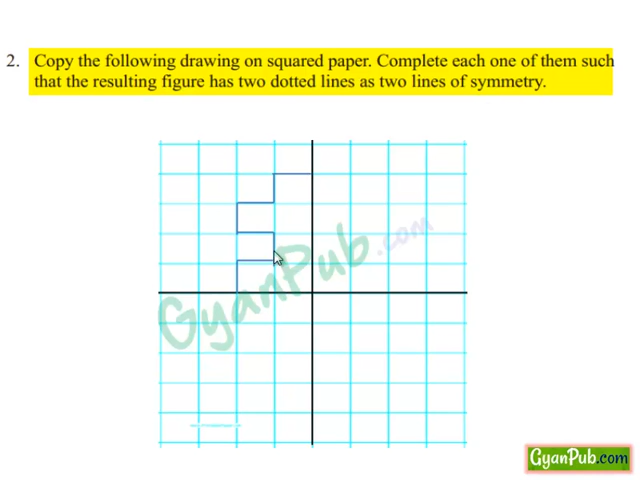 2. Copy the following drawing on squared paper. Complete each one of them such
that the resulting figure has two dotted lines as two lines of symmetry.
GyanPub.com
GyanPub.com